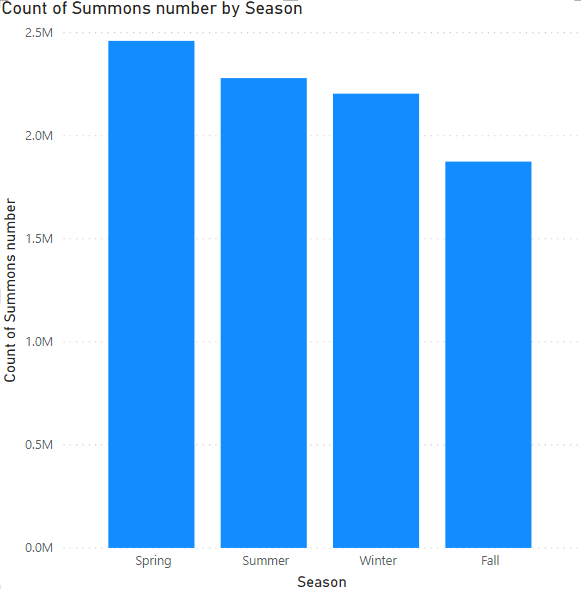 Count of Summons number by Season
2.5M
2.0M
1.5M
1.0M
0.5M
0.0M
Count of Summons number
Spring Summer Winter Fall
Season